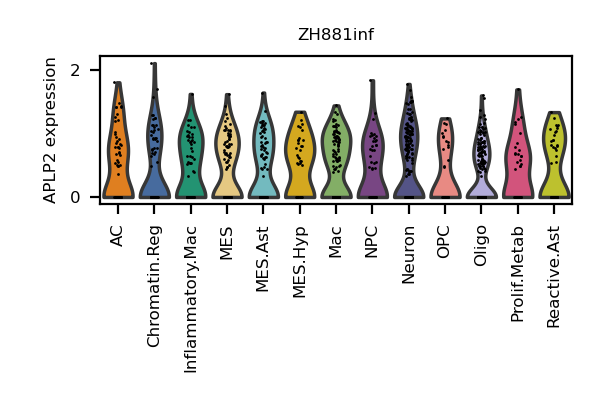 ZH881inf
APLP2 expression
2
0
AC
Chromatin.Reg
Inflammatory.Mac
MES
MES.Ast
MES.Hyp
Mac
NPC
Neuron
OPC
Oligo
Prolif.Metab
Reactive.Ast